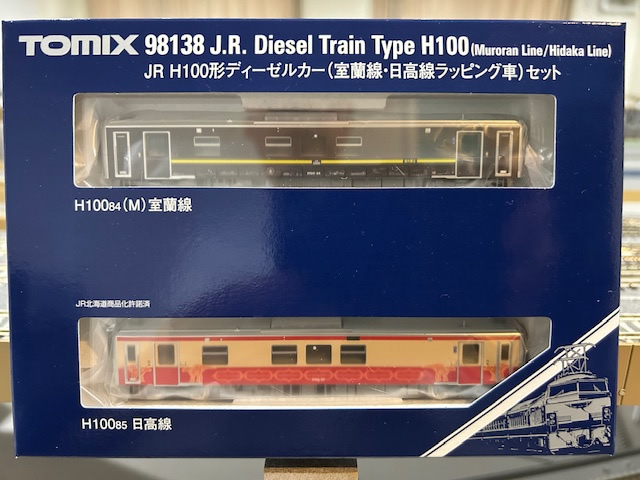 TOMIX 98138 J.R. Diesel Train Type H100 (Muroran Line/Hidaka Line)
JR H100形ディーゼルカー(室蘭線・日高線ラッピング車)セット
H10084(M)室蘭線
JR北海道商品化許諾済
H10085 日高線